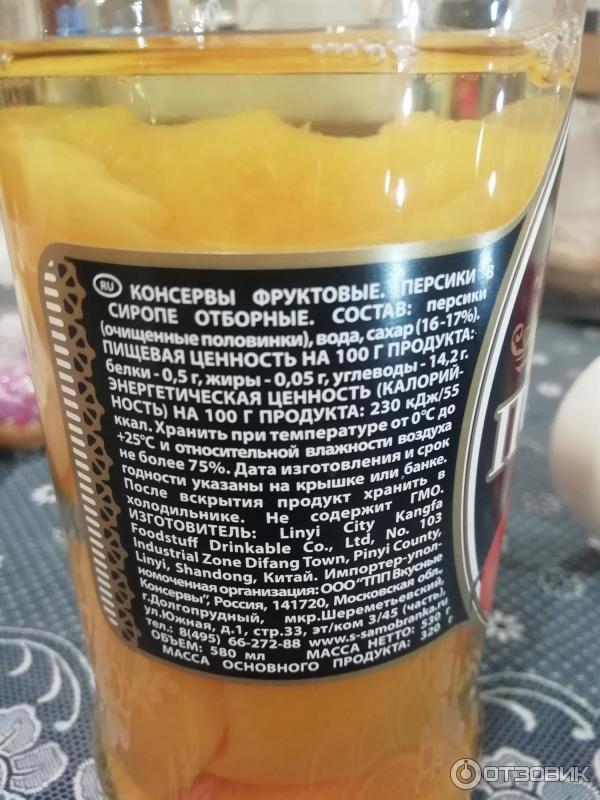 RU КОНСЕРВЫ ФРУКТОВЫЕ. ПЕРСИКИ В
СИРОПЕ ОТБОРНЫЕ. СОСТАВ: персики
(очищенные половинки), вода, сахар (16-17%).
ПИЩЕВАЯ ЦЕННОСТЬ НА 100 Г ПРОДУКТА:
белки - 0,5 г, жиры - 0,05 г, углеводы - 14,2 г.
ЭНЕРГЕТИЧЕСКАЯ ЦЕННОСТЬ (КАЛОРИЙ-
НОСТЬ) НА 100 Г ПРОДУКТА: 230 кДж/55
ккал. Хранить при температуре от 0°С до
+25°С и относительной влажности воздуха
не более 75%. Дата изготовления и срок
годности указаны на крышке или банке.
После вскрытия продукт хранить в
холодильнике. Не содержит ГМО.
ИЗГОТОВИТЕЛЬ: Linyi City Kangfa
Foodstuff Drinkable Co., Ltd, No. 103
Industrial Zone Difang Town, Pinyi County,
Linyi, Shandong, Китай. Импортер-упол-
номоченная организация: ООО "ТПП Вкусные
Консервы", Россия, 141720, Московская обл.,
г.Долгопрудный, мкр.Шереметьевский,
ул.Южная, д.1, стр.33, эт/ком 3/45 (часть),
тел.: 8(495) 66-272-88 www.s-samobranka.ru
ОБЪЕМ: 580 мл МАССА НЕТТО: 530 г
МАССА ОСНОВНОГО ПРОДУКТА: 320 г
ОТЗОВИК